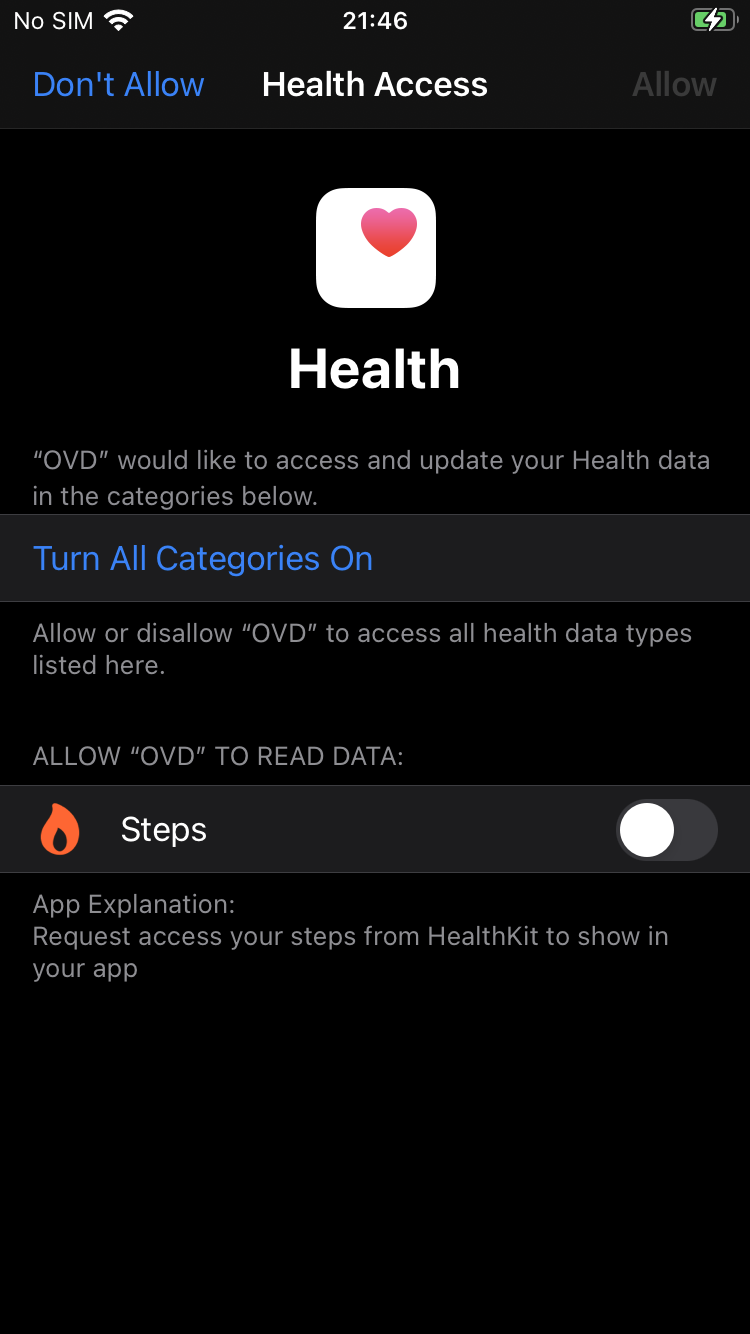 No SIM 21:46
Don't Allow Health Access Allow
Health
“OVD” would like to access and update your Health data
in the categories below.
Turn All Categories On
Allow or disallow “OVD” to access all health data types
listed here.
ALLOW “OVD” TO READ DATA:
Steps
App Explanation:
Request access your steps from HealthKit to show in
your app